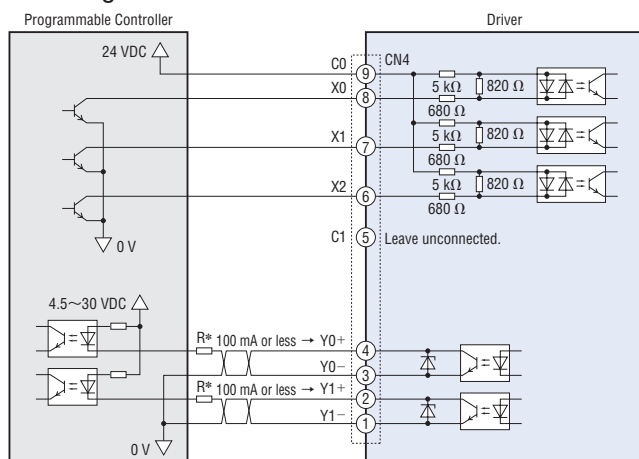 Programmable Controller
Driver
24 VDC
C0
CN4
9
X0
8
5 kΩ
820 Ω
680 Ω
X1
7
5 kΩ
820 Ω
680 Ω
X2
6
5 kΩ
820 Ω
680 Ω
0 V
C1
5
Leave unconnected.
4.5～30 VDC
R* 100 mA or less → Y0+
4
Y0−
3
R* 100 mA or less → Y1+
2
Y1−
1
0 V